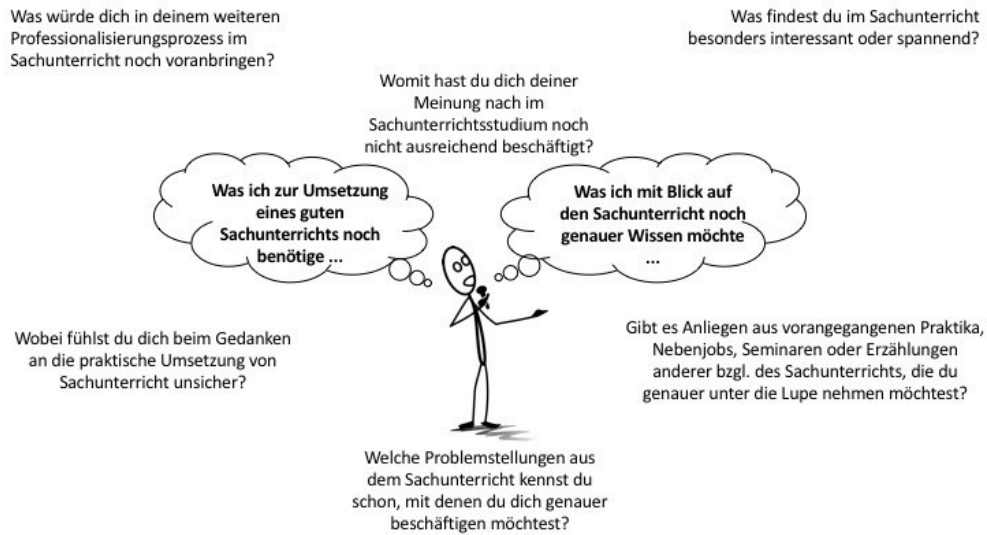 Was würde dich in deinem weiteren
Professionalisierungsprozess im
Sachunterricht noch voranbringen?
Was findest du im Sachunterricht
besonders interessant oder spannend?
Womit hast du dich deiner
Meinung nach im
Sachunterrichtsstudium noch
nicht ausreichend beschäftigt?
Was ich zur Umsetzung
eines guten
Sachunterrichts noch
benötige ...
Was ich mit Blick auf
den Sachunterricht noch
genauer Wissen möchte
...
Wobei fühlst du dich beim Gedanken
an die praktische Umsetzung von
Sachunterricht unsicher?
Gibt es Anliegen aus vorangegangenen Praktika,
Nebenjobs, Seminaren oder Erzählungen
anderer bzgl. des Sachunterrichts, die du
genauer unter die Lupe nehmen möchtest?
Welche Problemstellungen aus
dem Sachunterricht kennst du
schon, mit denen du dich genauer
beschäftigen möchtest?